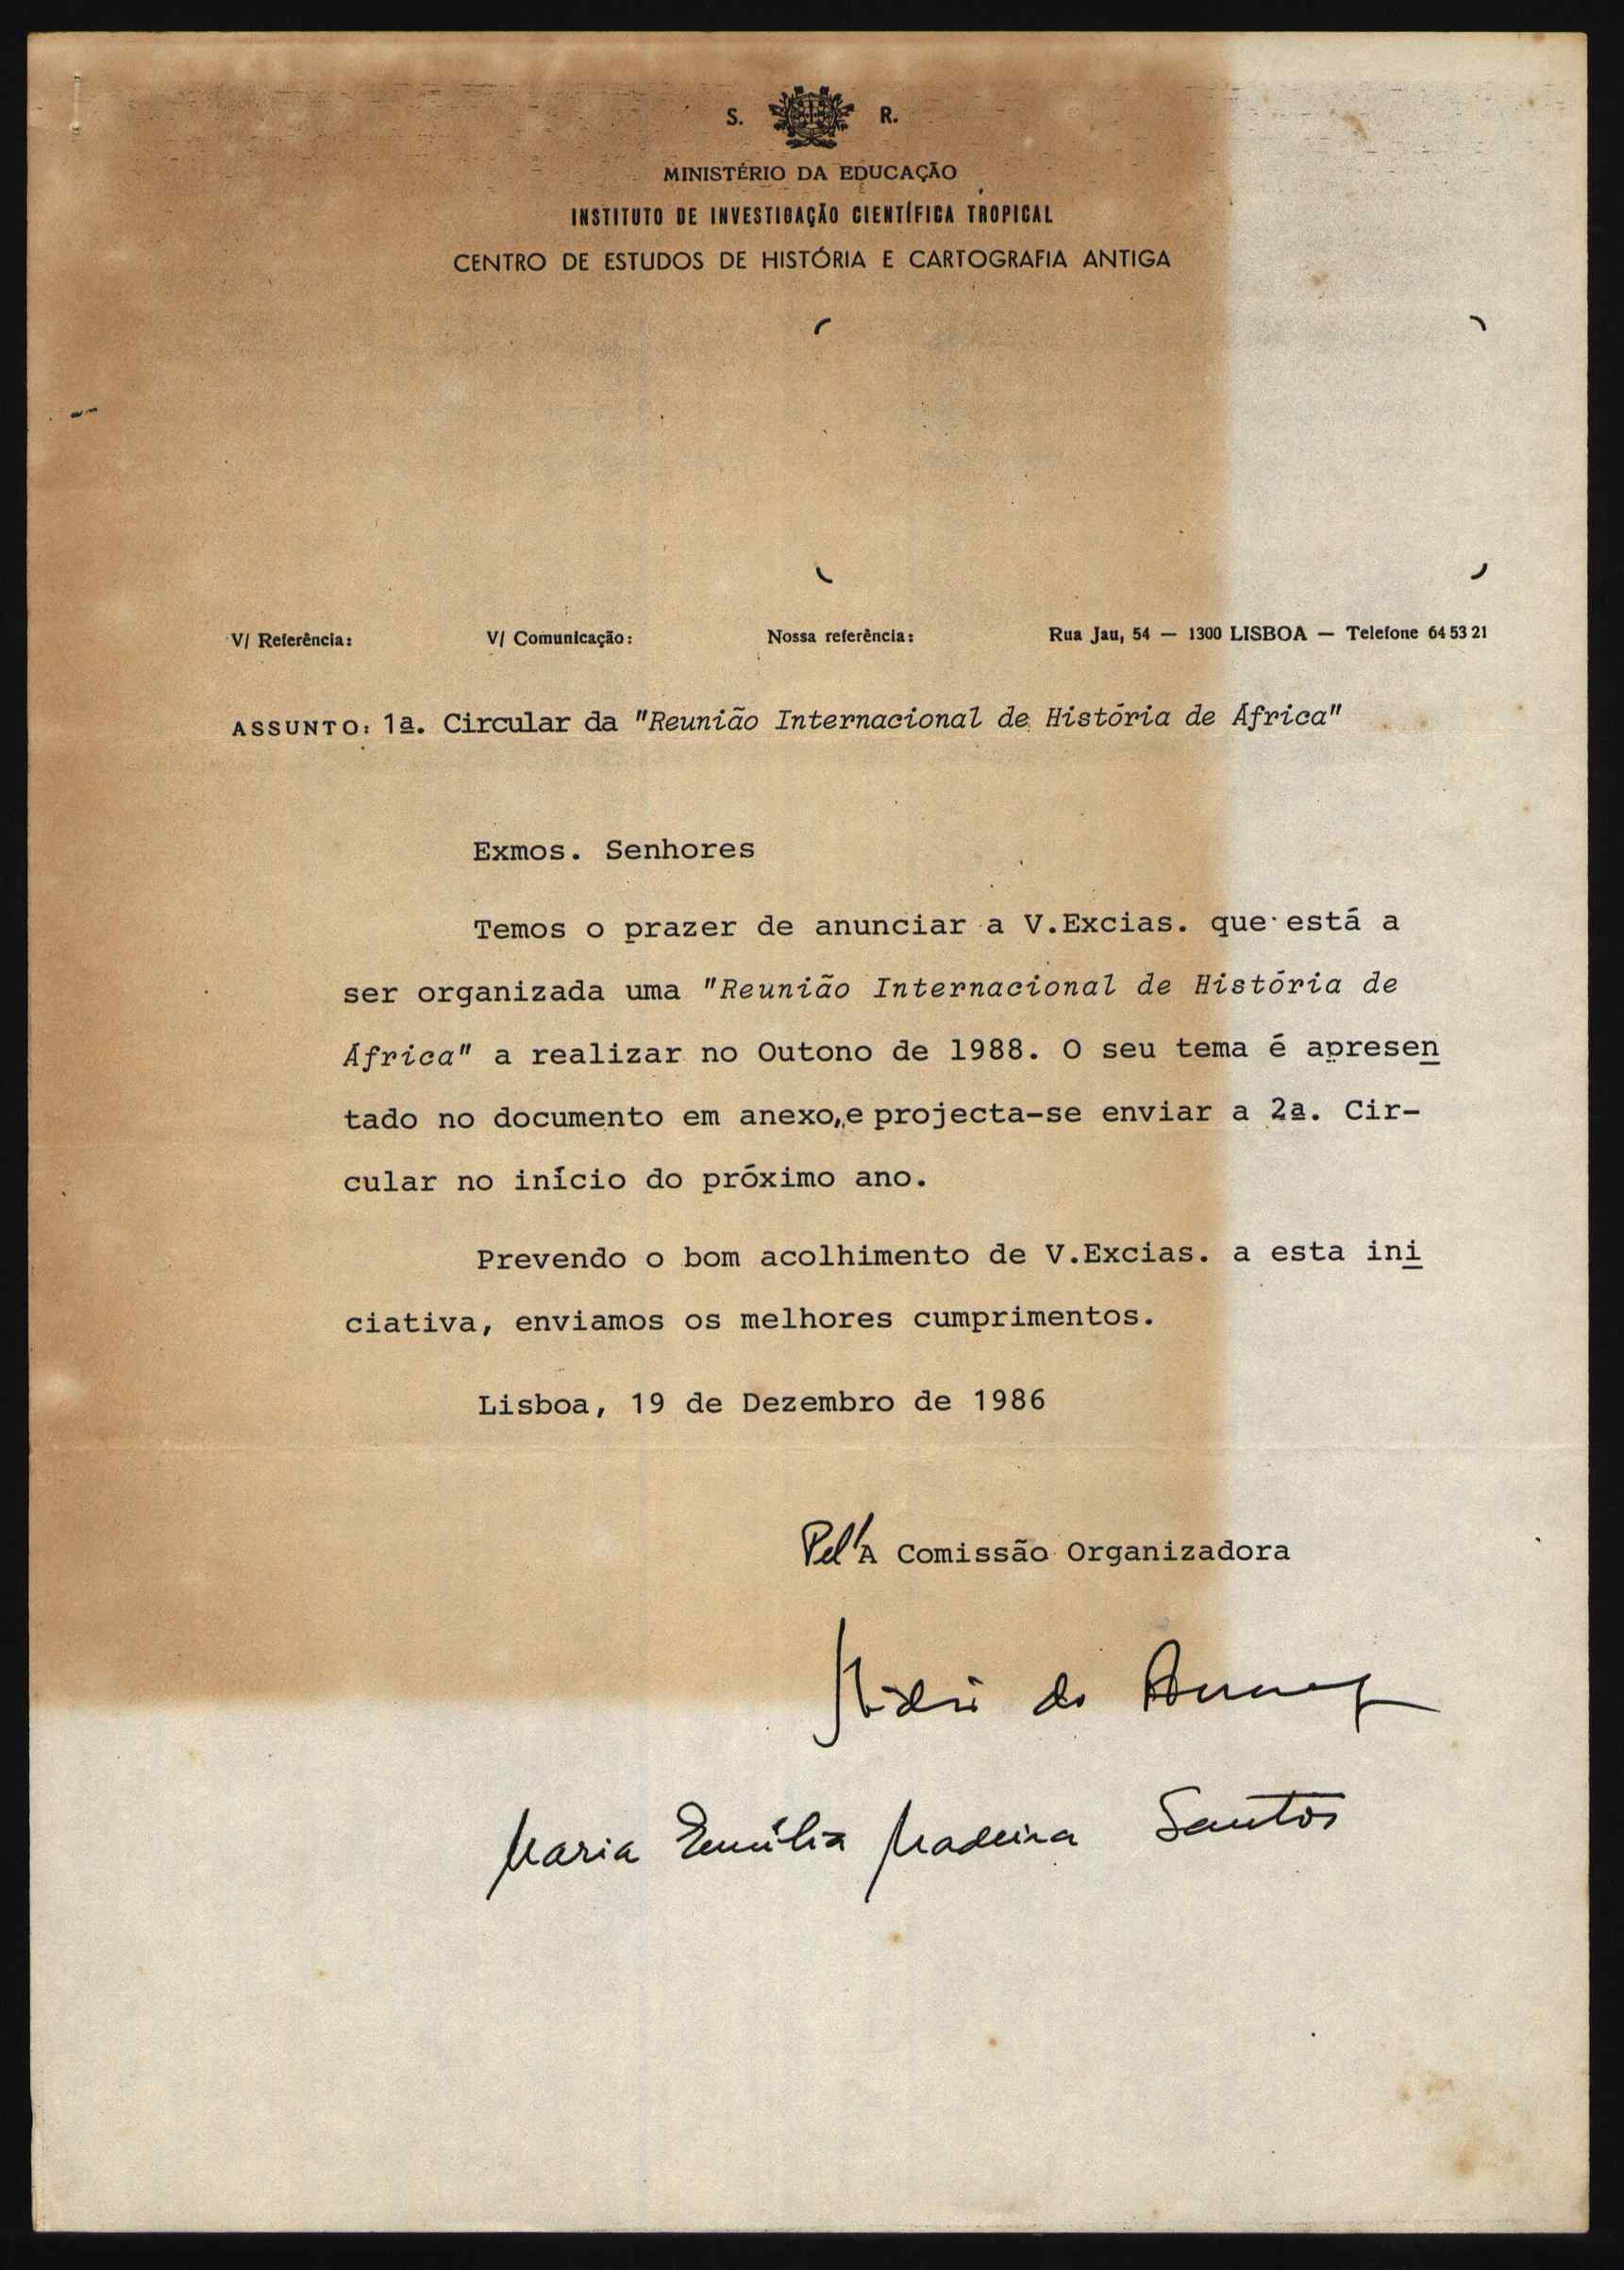 S. R.
MINISTÉRIO DA EDUCAÇÃO
INSTITUTO DE INVESTIGAÇÃO CIENTÍFICA TROPICAL
CENTRO DE ESTUDOS DE HISTÓRIA E CARTOGRAFIA ANTIGA
V/ Referência: V/ Comunicação: Nossa referência: Rua Jau, 54 — 1300 LISBOA — Telefone 64 53 21
ASSUNTO: 1ª. Circular da "Reunião Internacional de História de África"
Exmos. Senhores
Temos o prazer de anunciar a V.Excias. que está a
ser organizada uma "Reunião Internacional de História de
África" a realizar no Outono de 1988. O seu tema é apresen
tado no documento em anexo, e projecta-se enviar a 2ª. Cir-
cular no início do próximo ano.
Prevendo o bom acolhimento de V.Excias. a esta ini
ciativa, enviamos os melhores cumprimentos.
Lisboa, 19 de Dezembro de 1986
Pel'A Comissão Organizadora
de
Maria Emília Madeira Santos